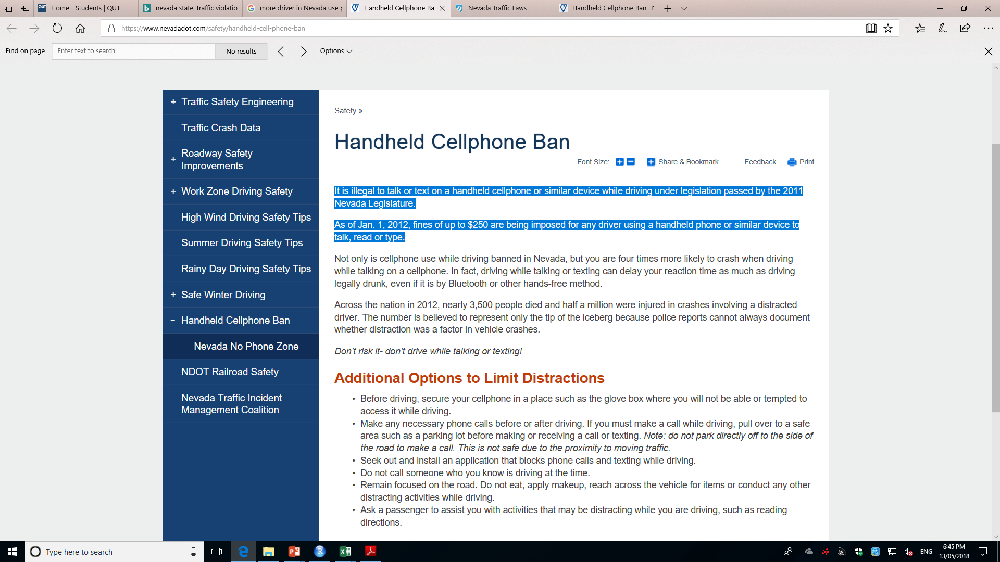 QUT Home - Students | QUT
nevada state, traffic violatio
more driver in Nevada use
Handheld Cellphone Ba
Nevada Traffic Laws
Handheld Cellphone Ban |
https://www.nevadadot.com/safety/handheld-cell-phone-ban
Find on page
Enter text to search
No results
Options
+ Traffic Safety Engineering
Traffic Crash Data
+ Roadway Safety
Improvements
+ Work Zone Driving Safety
High Wind Driving Safety Tips
Summer Driving Safety Tips
Rainy Day Driving Safety Tips
+ Safe Winter Driving
– Handheld Cellphone Ban
Nevada No Phone Zone
NDOT Railroad Safety
Nevada Traffic Incident
Management Coalition
Safety »
Handheld Cellphone Ban
Font Size: + − + Share & Bookmark Feedback Print
It is illegal to talk or text on a handheld cellphone or similar device while driving under legislation passed by the 2011
Nevada Legislature.
As of Jan. 1, 2012, fines of up to $250 are being imposed for any driver using a handheld phone or similar device to
talk, read or type.
Not only is cellphone use while driving banned in Nevada, but you are four times more likely to crash when driving
while talking on a cellphone. In fact, driving while talking or texting can delay your reaction time as much as driving
legally drunk, even if it is by Bluetooth or other hands-free method.
Across the nation in 2012, nearly 3,500 people died and half a million were injured in crashes involving a distracted
driver. The number is believed to represent only the tip of the iceberg because police reports cannot always document
whether distraction was a factor in vehicle crashes.
Don’t risk it- don’t drive while talking or texting!
Additional Options to Limit Distractions
• Before driving, secure your cellphone in a place such as the glove box where you will not be able or tempted to
access it while driving.
• Make any necessary phone calls before or after driving. If you must make a call while driving, pull over to a safe
area such as a parking lot before making or receiving a call or texting. Note: do not park directly off to the side of
the road to make a call. This is not safe due to the proximity to moving traffic.
• Seek out and install an application that blocks phone calls and texting while driving.
• Do not call someone who you know is driving at the time.
• Remain focused on the road. Do not eat, apply makeup, reach across the vehicle for items or conduct any other
distracting activities while driving.
• Ask a passenger to assist you with activities that may be distracting while you are driving, such as reading
directions.
Type here to search
ENG
6:45 PM
13/05/2018